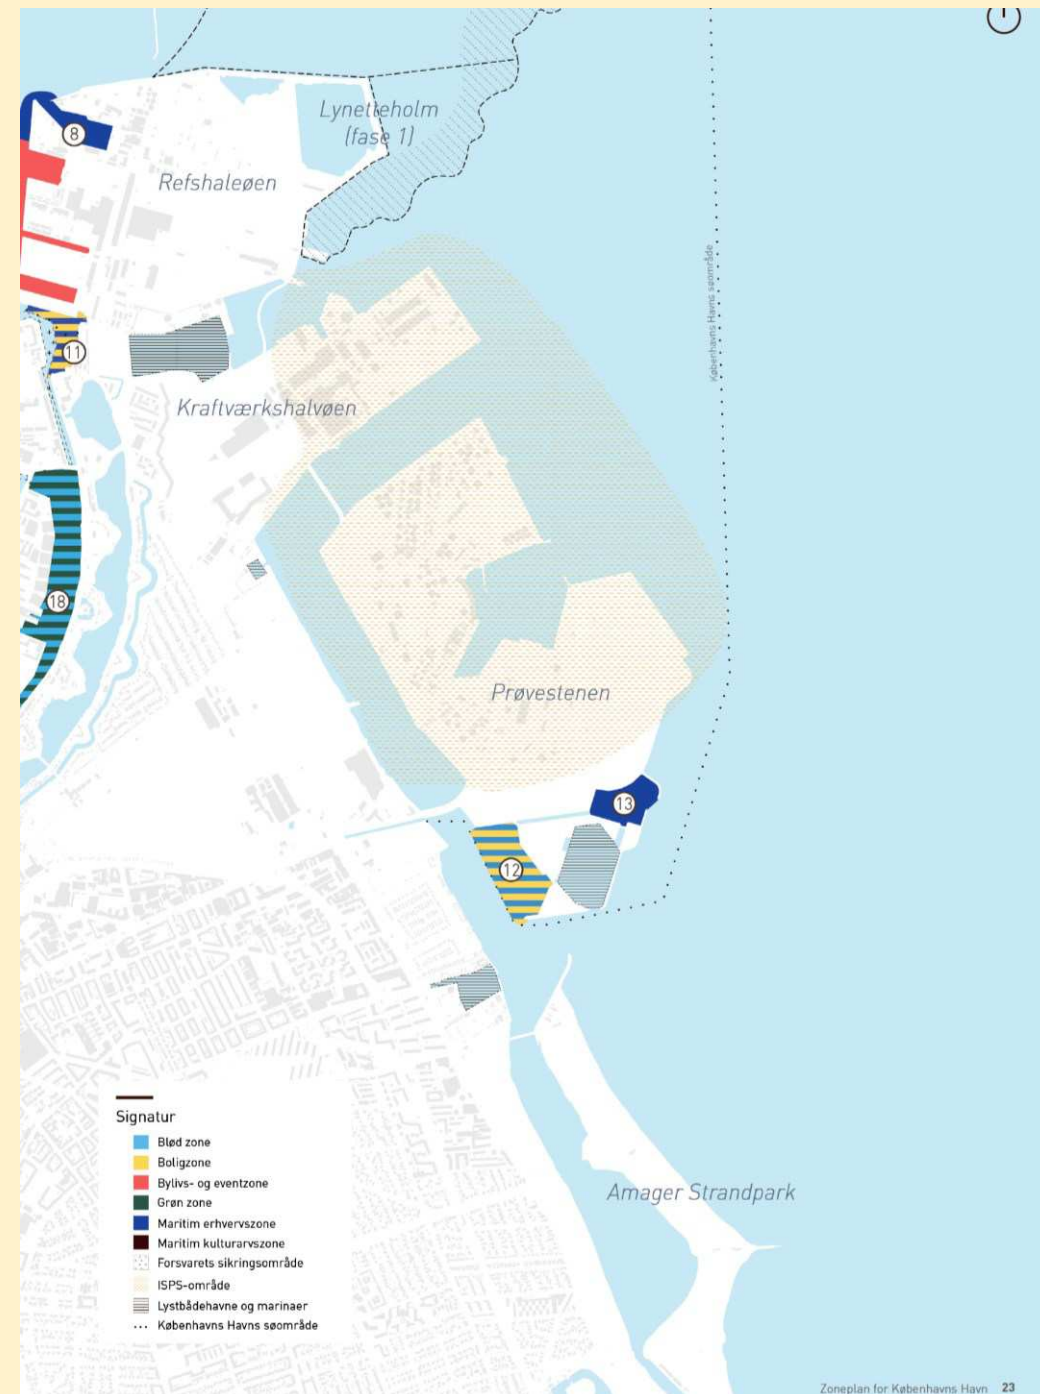 Lynetteholm
(fase 1)
8
Refshaleøen
Københavns Havns søområde
11
Kraftværkshalvøen
18
Prøvestenen
13
12
Signatur
Blød zone
Boligzone
Bylivs- og eventzone
Grøn zone
Maritim erhvervszone
Maritim kulturarvszone
Forsvarets sikringsområde
ISPS-område
Lystbådehavne og marinaer
Københavns Havns søområde
Amager Strandpark
Zoneplan for Københavns Havn 23